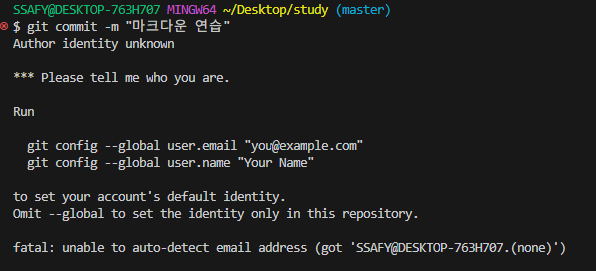 SSAFY@DESKTOP-763H707 MINGW64 ~/Desktop/study (master)
$ git commit -m "마크다운 연습"
Author identity unknown
*** Please tell me who you are.
Run
git config --global user.email "you@example.com"
git config --global user.name "Your Name"
to set your account's default identity.
Omit --global to set the identity only in this repository.
fatal: unable to auto-detect email address (got 'SSAFY@DESKTOP-763H707.(none)')